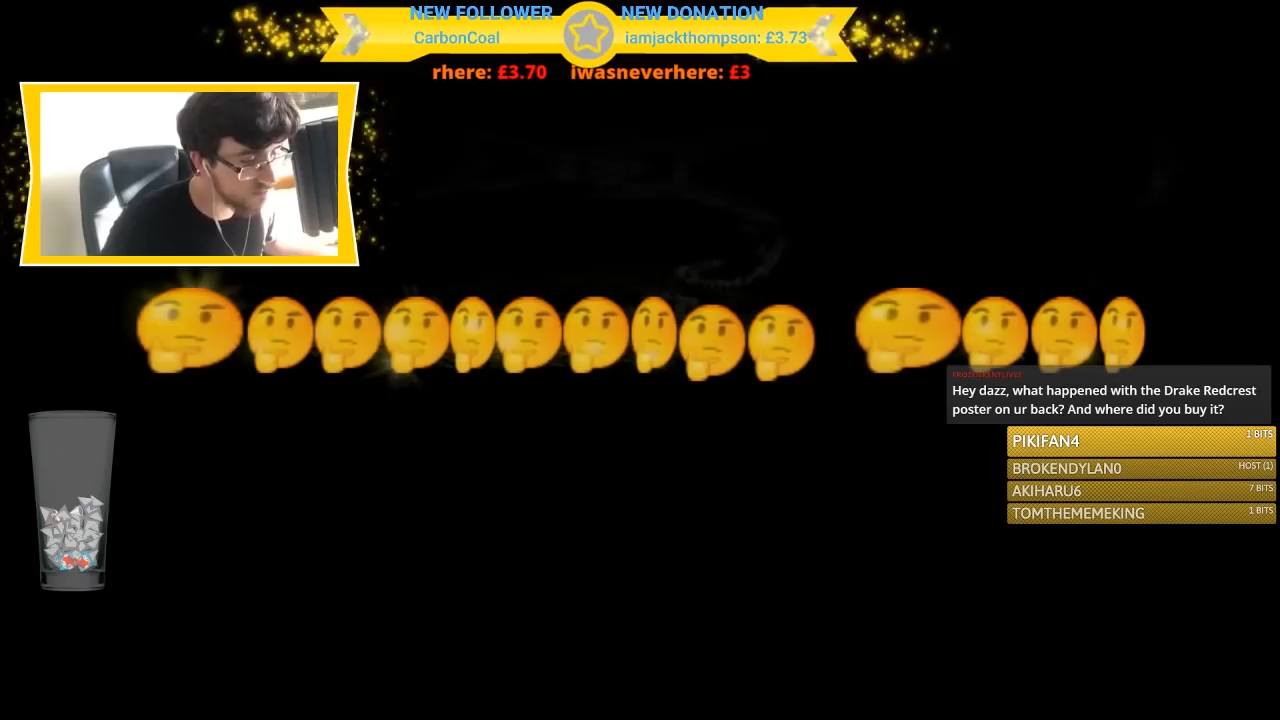 NEW FOLLOWER
NEW DONATION
CarbonCoal
iamjackthompson: £3.73
rhere: £3.70 iwasneverhere: £3
FROZENKENTLIVES
Hey dazz, what happened with the Drake Redcrest
poster on ur back? And where did you buy it?
PIKIFAN4 1 BITS
BROKENDYLAN0 HOST (1)
AKIHARU6 7 BITS
TOMTHEMEMEKING 1 BITS